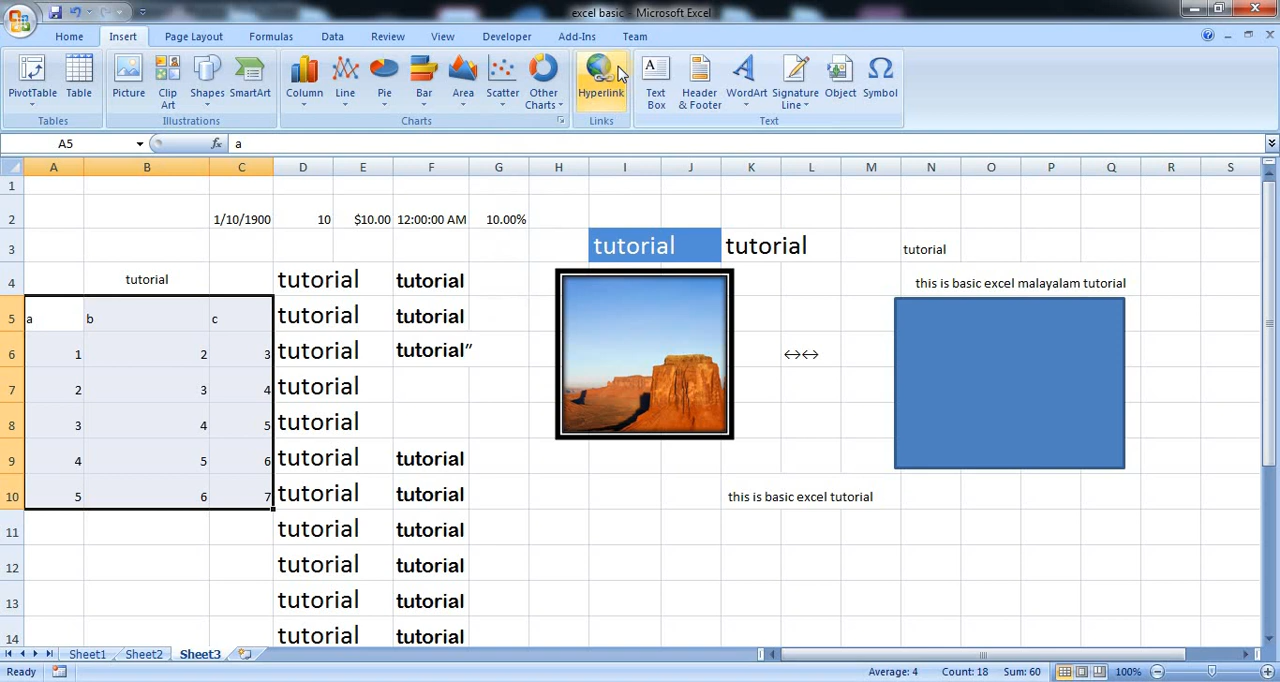 excel basic - Microsoft Excel
Home Insert Page Layout Formulas Data Review View Developer Add-Ins Team
PivotTable Table Picture Clip Art Shapes SmartArt Column Line Pie Bar Area Scatter Other Charts Hyperlink Text Box Header & Footer WordArt Signature Line Object Symbol
Tables Illustrations Charts Links Text
A5 fx a
A B C D E F G H I J K L M N O P Q R S
1
2 1/10/1900 10 $10.00 12:00:00 AM 10.00%
3 tutorial tutorial tutorial
4 tutorial tutorial tutorial this is basic excel malayalam tutorial
5 a b c tutorial tutorial
6 1 2 3 tutorial tutorial” ↔↔
7 2 3 4 tutorial
8 3 4 5 tutorial
9 4 5 6 tutorial tutorial
10 5 6 7 tutorial tutorial this is basic excel tutorial
11 tutorial tutorial
12 tutorial tutorial
13 tutorial tutorial
14 tutorial tutorial
Sheet1 Sheet2 Sheet3
Ready Average: 4 Count: 18 Sum: 60 100%